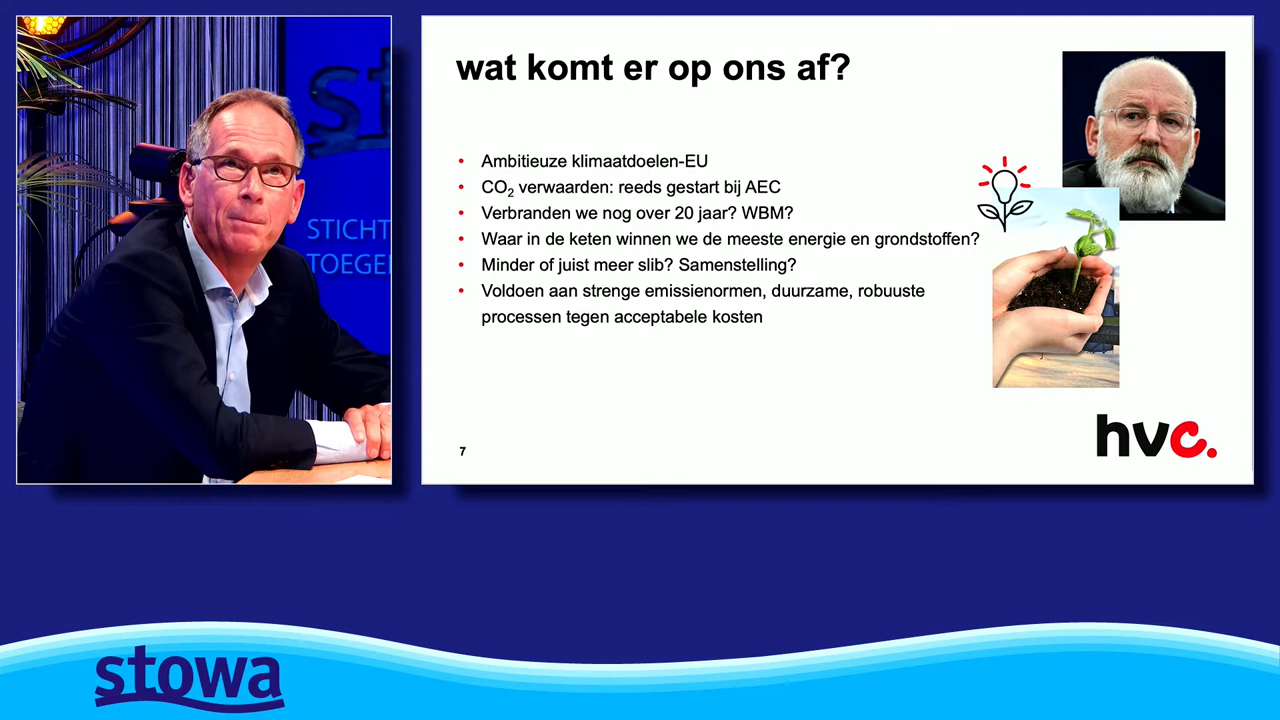 wat komt er op ons af?
• Ambitieuze klimaatdoelen-EU
• CO₂ verwaarden: reeds gestart bij AEC
• Verbranden we nog over 20 jaar? WBM?
• Waar in de keten winnen we de meeste energie en grondstoffen?
• Minder of juist meer slib? Samenstelling?
• Voldoen aan strenge emissienormen, duurzame, robuuste
processen tegen acceptabele kosten
7
hvc.
st
STICHT
TOEGE
stowa